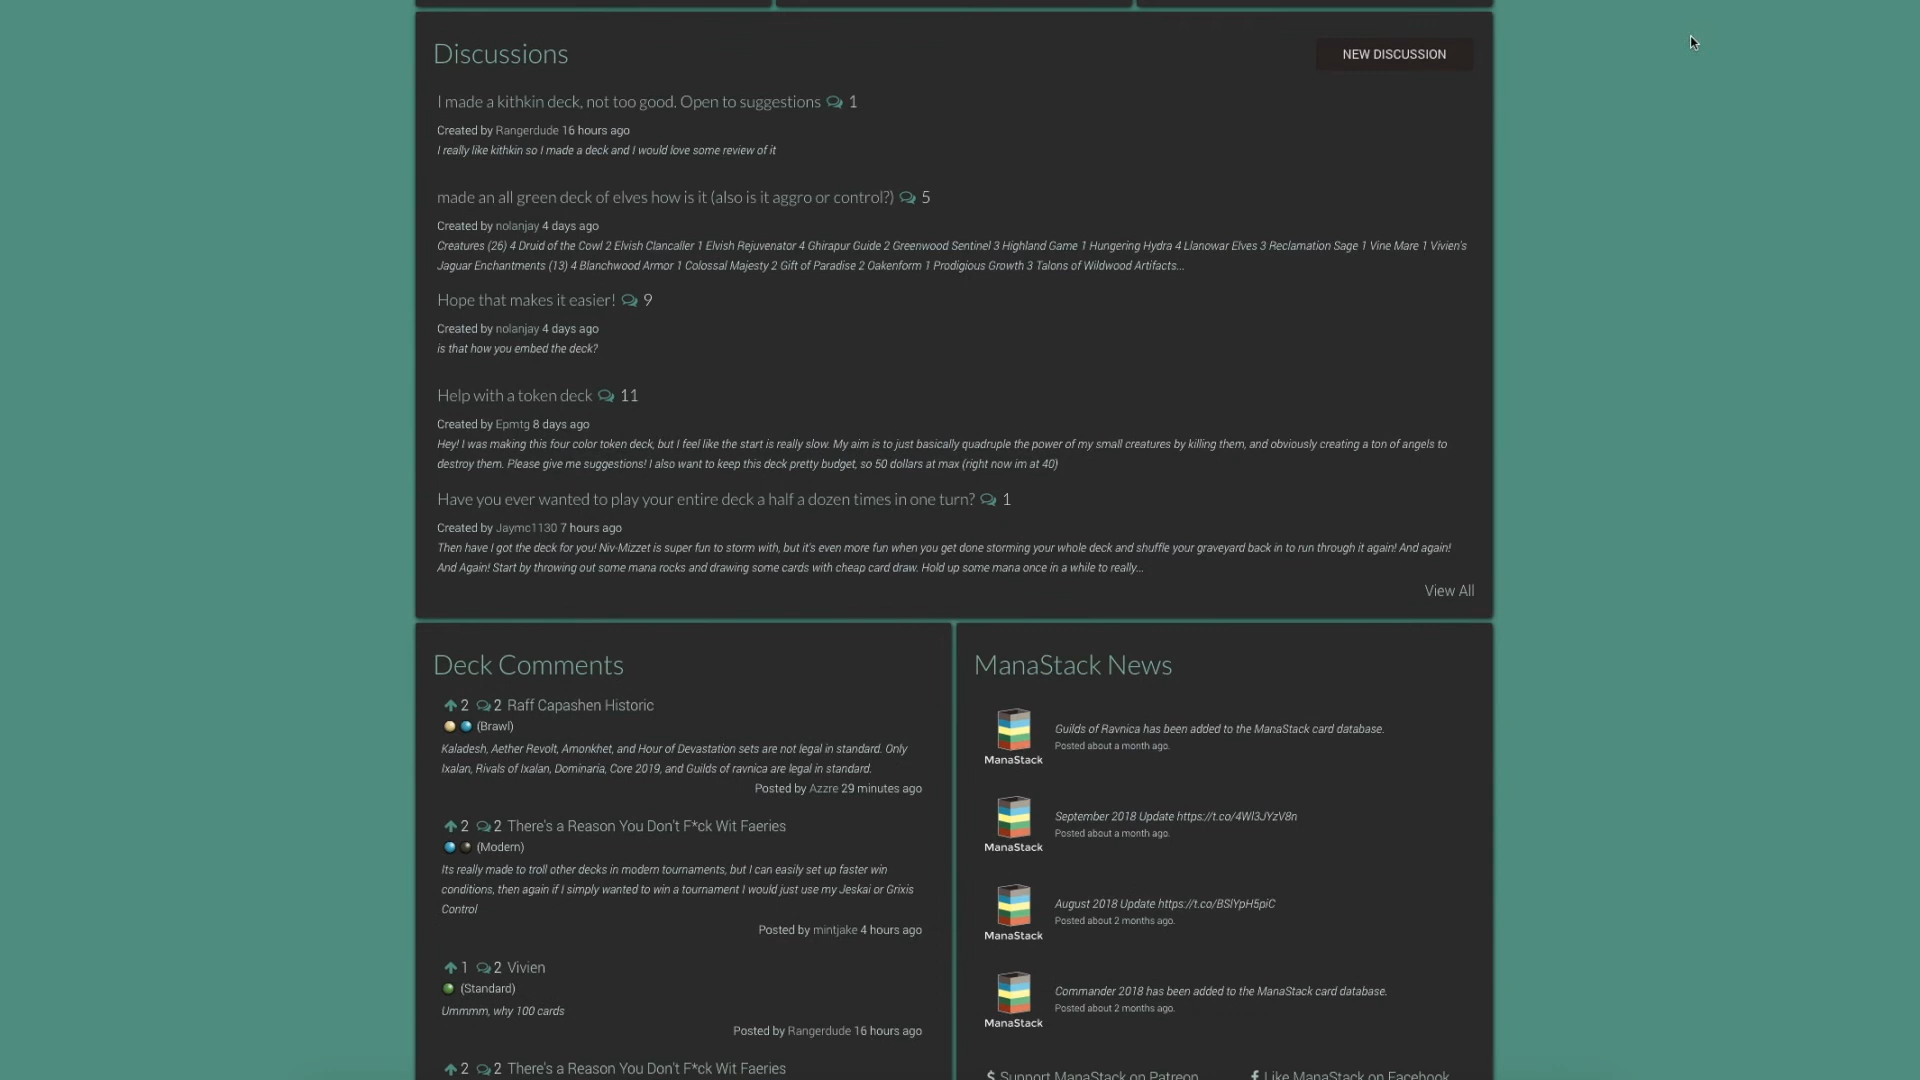 Discussions
NEW DISCUSSION
I made a kithkin deck, not too good. Open to suggestions 1
Created by Rangerdude 16 hours ago
I really like kithkin so I made a deck and I would love some review of it
made an all green deck of elves how is it (also is it aggro or control?) 5
Created by nolanjay 4 days ago
Creatures (26) 4 Druid of the Cowl 2 Elvish Clancaller 1 Elvish Rejuvenator 4 Ghirapur Guide 2 Greenwood Sentinel 3 Highland Game 1 Hungering Hydra 4 Llanowar Elves 3 Reclamation Sage 1 Vine Mare 1 Vivien's
Jaguar Enchantments (13) 4 Blanchwood Armor 1 Colossal Majesty 2 Gift of Paradise 2 Oakenform 1 Prodigious Growth 3 Talons of Wildwood Artifacts...
Hope that makes it easier! 9
Created by nolanjay 4 days ago
is that how you embed the deck?
Help with a token deck 11
Created by Epmtg 8 days ago
Hey! I was making this four color token deck, but I feel like the start is really slow. My aim is to just basically quadruple the power of my small creatures by killing them, and obviously creating a ton of angels to
destroy them. Please give me suggestions! I also want to keep this deck pretty budget, so 50 dollars at max (right now im at 40)
Have you ever wanted to play your entire deck a half a dozen times in one turn? 1
Created by Jaymc1130 7 hours ago
Then have I got the deck for you! Niv-Mizzet is super fun to storm with, but it's even more fun when you get done storming your whole deck and shuffle your graveyard back in to run through it again! And again!
And Again! Start by throwing out some mana rocks and drawing some cards with cheap card draw. Hold up some mana once in a while to really...
View All
Deck Comments
2 2 Raff Capashen Historic
(Brawl)
Kaladesh, Aether Revolt, Amonkhet, and Hour of Devastation sets are not legal in standard. Only
Ixalan, Rivals of Ixalan, Dominaria, Core 2019, and Guilds of ravnica are legal in standard.
Posted by Azzre 29 minutes ago
2 2 There's a Reason You Don't F*ck Wit Faeries
(Modern)
Its really made to troll other decks in modern tournaments, but I can easily set up faster win
conditions, then again if I simply wanted to win a tournament I would just use my Jeskai or Grixis
Control
Posted by mintjake 4 hours ago
1 2 Vivien
(Standard)
Ummmm, why 100 cards
Posted by Rangerdude 16 hours ago
2 2 There's a Reason You Don't F*ck Wit Faeries
ManaStack News
Guilds of Ravnica has been added to the ManaStack card database.
Posted about a month ago.
ManaStack
September 2018 Update https://t.co/4Wl3JYzV8n
Posted about a month ago.
ManaStack
August 2018 Update https://t.co/BSlYpH5piC
Posted about 2 months ago.
ManaStack
Commander 2018 has been added to the ManaStack card database.
Posted about 2 months ago.
ManaStack
$ Support ManaStack on Patreon
f Like ManaStack on Facebook